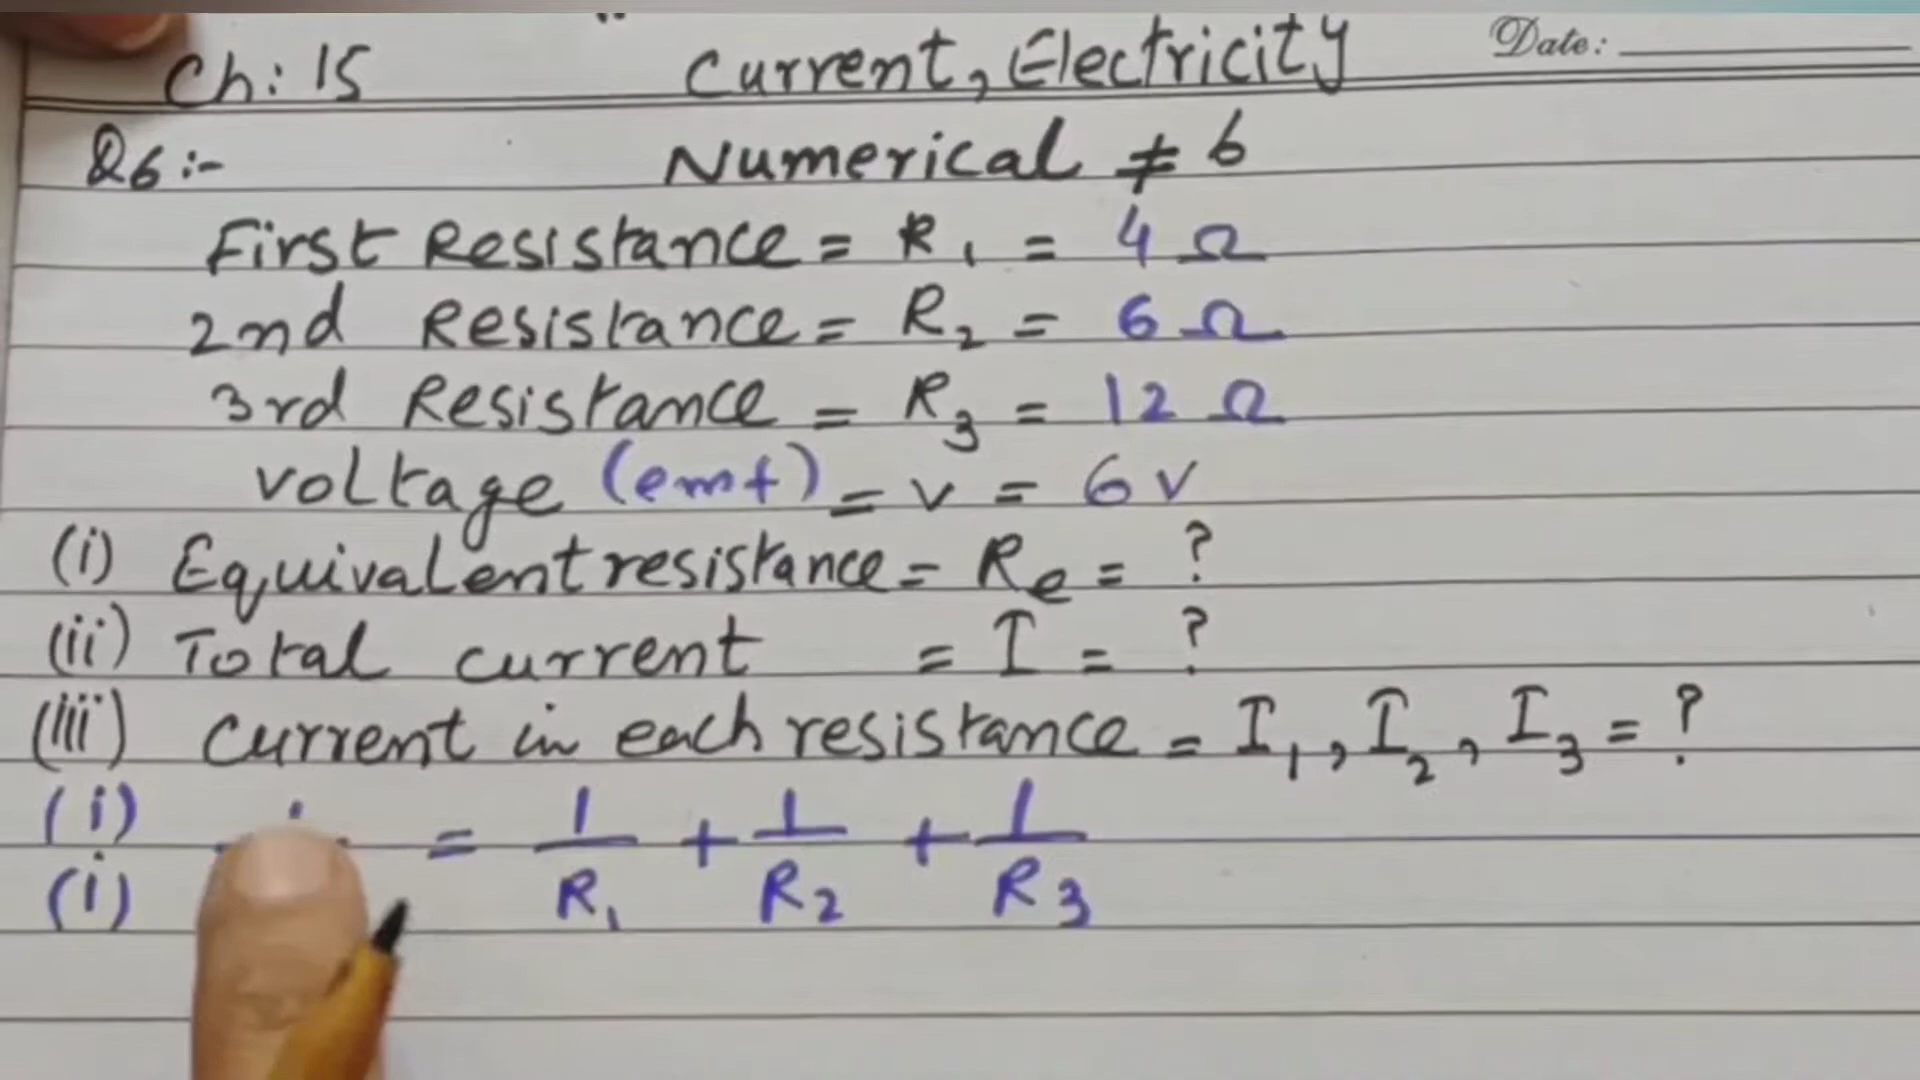 Ch: 15 Current, Electricity Date:
Q6:- Numerical ≠ 6
First Resistance = R₁ = 4 Ω
2nd Resistance = R₂ = 6 Ω
3rd Resistance = R₃ = 12 Ω
voltage (emf) = v = 6 v
(i) Equivalent resistance = Re = ?
(ii) Total current = I = ?
(iii) Current in each resistance = I₁, I₂, I₃ = ?
(i) = 1/R₁ + 1/R₂ + 1/R₃
(i)